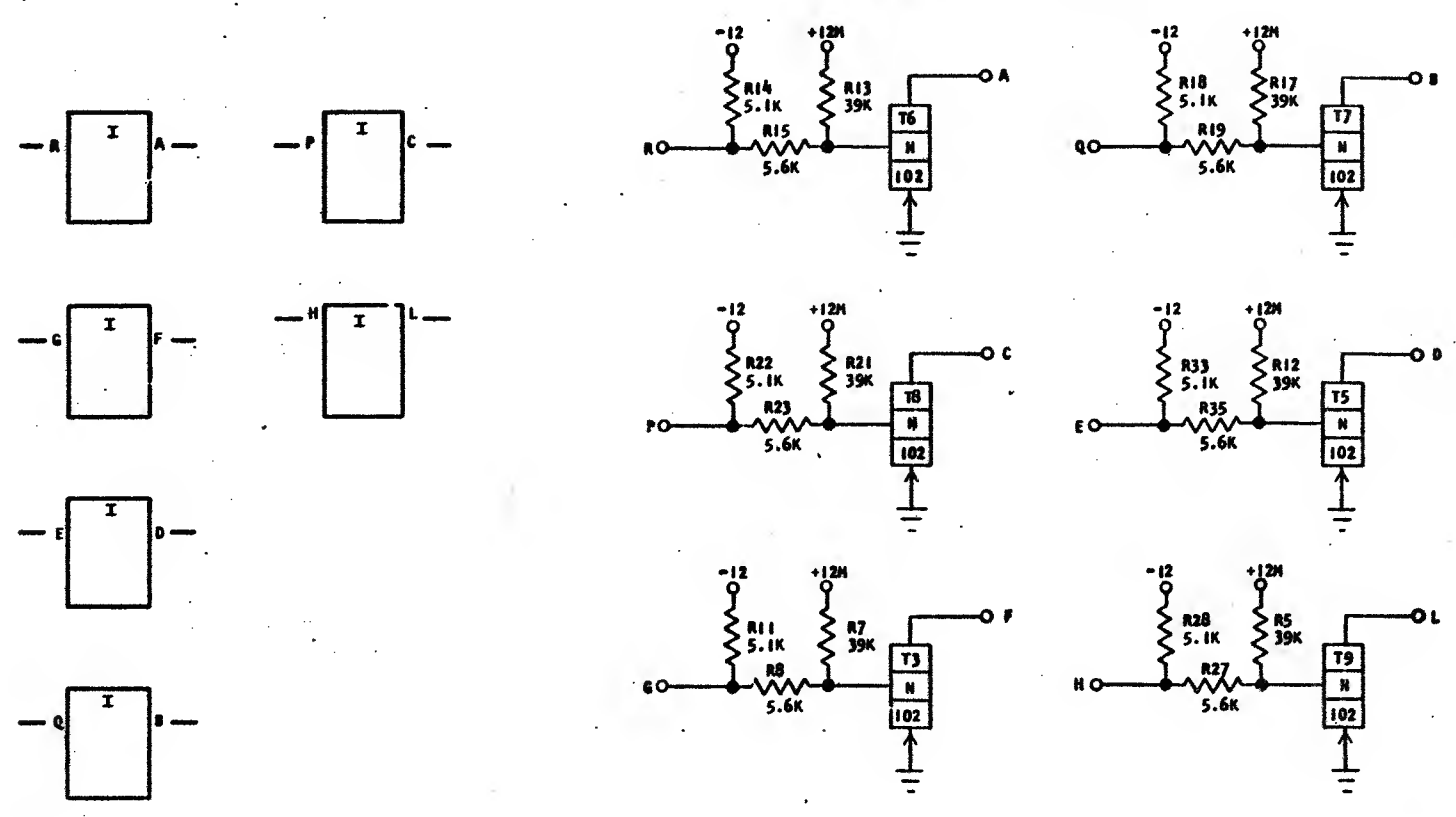 I
R A
I
P C
I
G F
I
H L
I
E D
I
Q B
-12 +12M
R14
5.1K
R13
39K
R15
5.6K
R
A
T6
N
102
-12 +12M
R18
5.1K
R17
39K
R19
5.6K
Q
B
T7
N
102
-12 +12M
R22
5.1K
R21
39K
R23
5.6K
P
C
T8
N
102
-12 +12M
R33
5.1K
R12
39K
R35
5.6K
E
D
T5
N
102
-12 +12M
R11
5.1K
R7
39K
R8
5.6K
G
F
T3
N
102
-12 +12M
R28
5.1K
R5
39K
R27
5.6K
H
L
T9
N
102